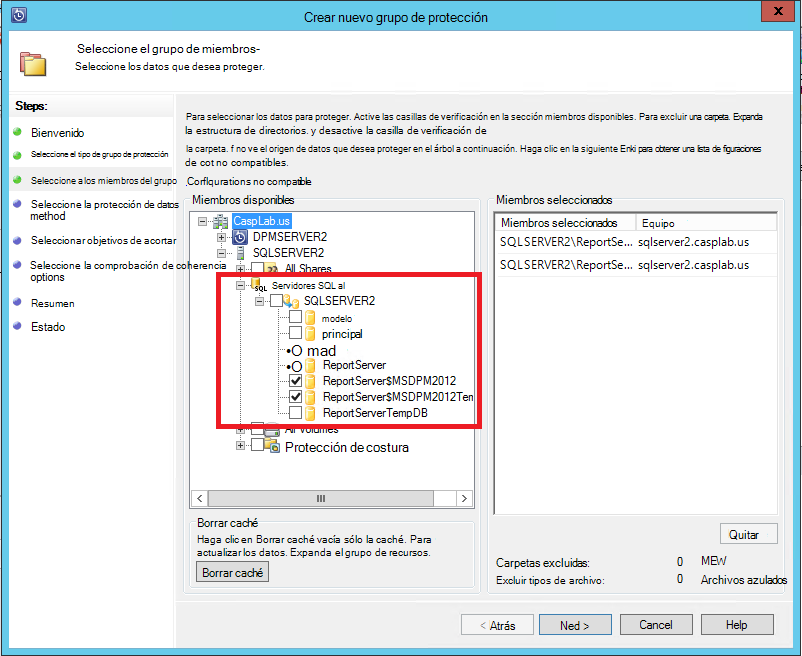 Crear nuevo grupo de protección
x
Seleccione el grupo de miembros-
Seleccione los datos que desea proteger.
Steps:
Bienvenido
Seleccione el tipo de grupo de protección
Seleccione a los miembros del grupo
Seleccione la protección de datos
method
Seleccionar objetivos de acortar
Seleccione la comprobación de coherencia
options
Resumen
Estado
Para seleccionar los datos para proteger. Active las casillas de verificación en la sección miembros disponibles. Para excluir una carpeta. Expanda
la estructura de directorios. y desactive la casilla de verificación de
la carpeta. f no ve el origen de datos que desea proteger en el árbol a continuación. Haga clic en la siguiente Enki para obtener una lista de figuraciones
de cot no compatibles.
.Conflqurations no compatible
Miembros disponibles
CaspLab.us
DPMSERVER2
SQLSERVER2
All Shares
SQL Servidores SQL al
SQLSERVER2
modelo
principal
•O mad
•O ReportServer
ReportServer$MSDPM2012
ReportServer$MSDPM2012Tem
ReportServerTempDB
All volumes
Protección de costura
Borrar caché
Haga clic en Borrar caché vacía sólo la caché. Para
actualizar los datos. Expanda el grupo de recursos.
Borrar caché
Miembros seleccionados
Miembros seleccionados Equipo
SQLSERVER2\ReportSe... sqlserver2.casplab.us
SQLSERVER2\ReportSe... sqlserver2.casplab.us
Quitar
Carpetas excluidas: 0 MEW
Excluir tipos de archivo: 0 Archivos azulados
< Atrás
Ned >
Cancel
Help